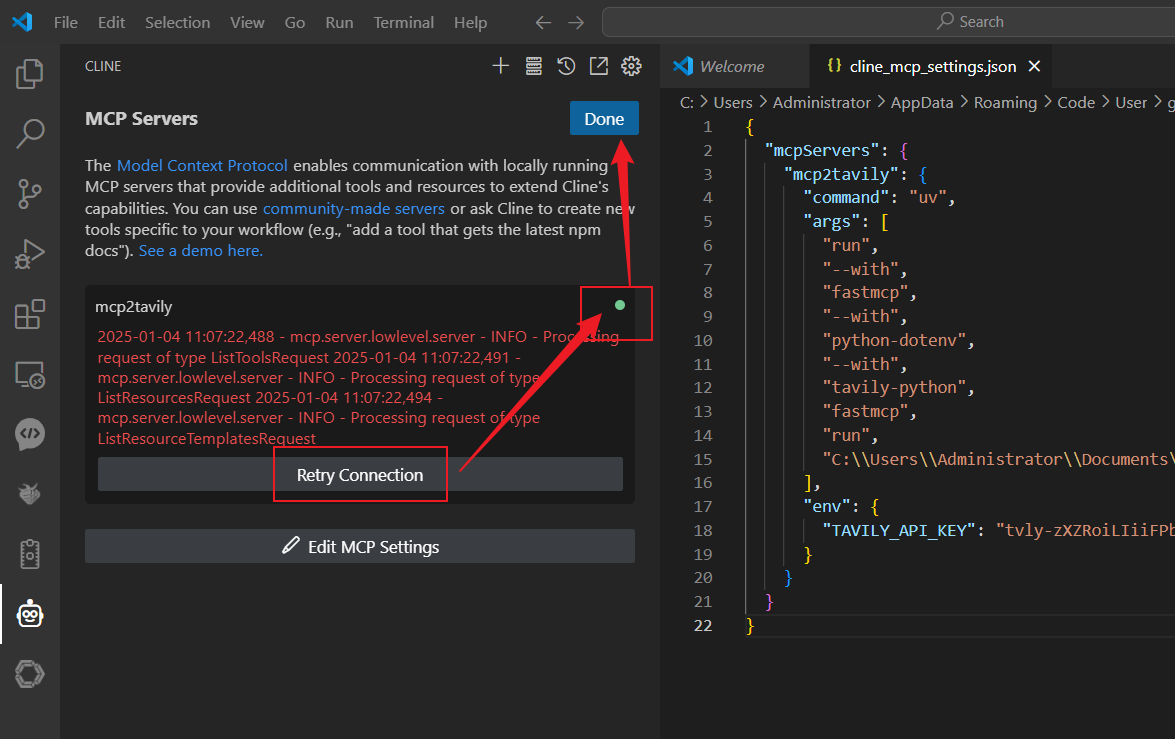 File Edit Selection View Go Run Terminal Help
Search
CLINE
MCP Servers
Done
The Model Context Protocol enables communication with locally running
MCP servers that provide additional tools and resources to extend Cline's
capabilities. You can use community-made servers or ask Cline to create new
tools specific to your workflow (e.g., "add a tool that gets the latest npm
docs"). See a demo here.
mcp2tavily
2025-01-04 11:07:22,488 - mcp.server.lowlevel.server - INFO - Processing
request of type ListToolsRequest 2025-01-04 11:07:22,491 -
mcp.server.lowlevel.server - INFO - Processing request of type
ListResourcesRequest 2025-01-04 11:07:22,494 -
mcp.server.lowlevel.server - INFO - Processing request of type
ListResourceTemplatesRequest
Retry Connection
Edit MCP Settings
Welcome
{} cline_mcp_settings.json
C: > Users > Administrator > AppData > Roaming > Code > User > g
1 {
2 "mcpServers": {
3 "mcp2tavily": {
4 "command": "uv",
5 "args": [
6 "run",
7 "--with",
8 "fastmcp",
9 "--with",
10 "python-dotenv",
11 "--with",
12 "tavily-python",
13 "fastmcp",
14 "run",
15 "C:\\Users\\Administrator\\Documents\
16 ],
17 "env": {
18 "TAVILY_API_KEY": "tvly-zXZRoiLIiiFPb
19 }
20 }
21 }
22 }